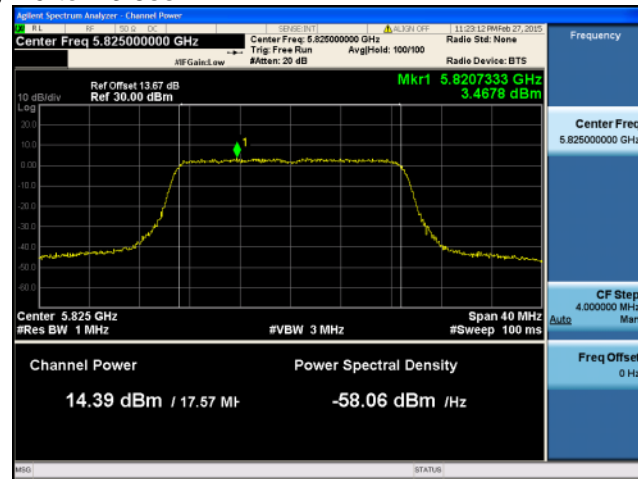 Agilent Spectrum Analyzer - Channel Power
RL RF 50 Ω DC SENSE:INT ALIGN OFF 11:23:12 PM Feb 27, 2015
Center Freq 5.825000000 GHz
Center Freq: 5.825000000 GHz
Radio Std: None
Trig: Free Run Avg|Hold: 100/100
#IFGain:Low #Atten: 20 dB
Radio Device: BTS
Ref Offset 13.67 dB
Mkr1 5.8207333 GHz
10 dB/div Ref 30.00 dBm
3.4678 dBm
Log
20.0
1
10.0
0.00
-10.0
-20.0
-30.0
-40.0
-50.0
-60.0
Center 5.825 GHz
Span 40 MHz
#Res BW 1 MHz
#VBW 3 MHz
#Sweep 100 ms
Channel Power
Power Spectral Density
14.39 dBm / 17.57 MH
-58.06 dBm /Hz
MSG
STATUS
Frequency
Center Freq
5.825000000 GHz
CF Step
4.000000 MHz
Auto Man
Freq Offset
0 Hz